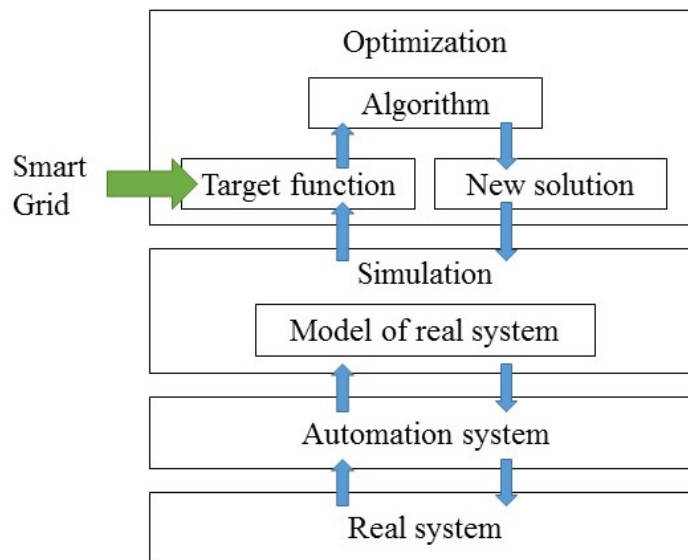 Optimization
Algorithm
Smart
Grid
Target function
New solution
Simulation
Model of real system
Automation system
Real system